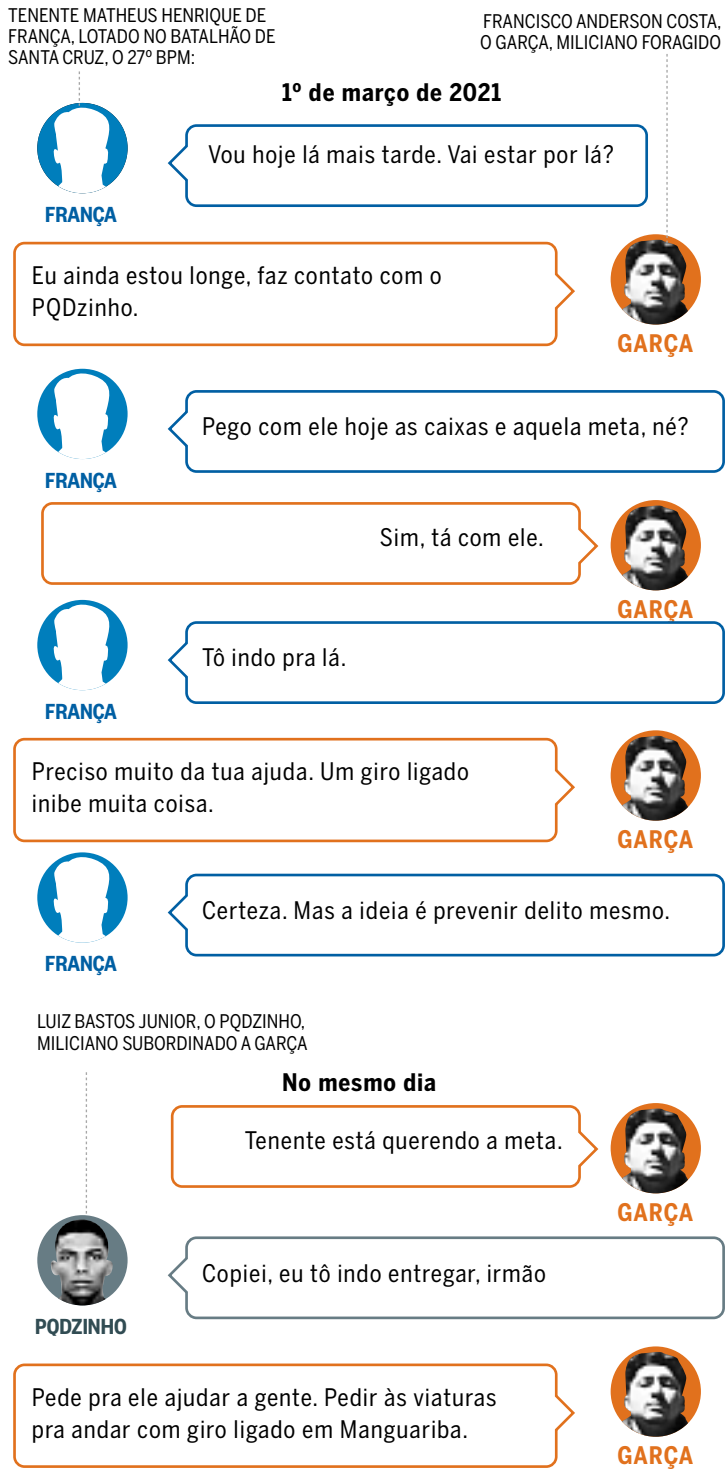 TENENTE MATHEUS HENRIQUE DE
FRANÇA, LOTADO NO BATALHÃO DE
SANTA CRUZ, O 27º BPM:
FRANCISCO ANDERSON COSTA,
O GARÇA, MILICIANO FORAGIDO
1º de março de 2021
Vou hoje lá mais tarde. Vai estar por lá?
FRANÇA
Eu ainda estou longe, faz contato com o
PQDzinho.
GARÇA
Pego com ele hoje as caixas e aquela meta, né?
FRANÇA
Sim, tá com ele.
GARÇA
Tô indo pra lá.
FRANÇA
Preciso muito da tua ajuda. Um giro ligado
inibe muita coisa.
GARÇA
Certeza. Mas a ideia é prevenir delito mesmo.
FRANÇA
LUIZ BASTOS JUNIOR, O PQDZINHO,
MILICIANO SUBORDINADO A GARÇA
No mesmo dia
Tenente está querendo a meta.
GARÇA
Copiei, eu tô indo entregar, irmão
PQDZINHO
Pede pra ele ajudar a gente. Pedir às viaturas
pra andar com giro ligado em Manguariba.
GARÇA